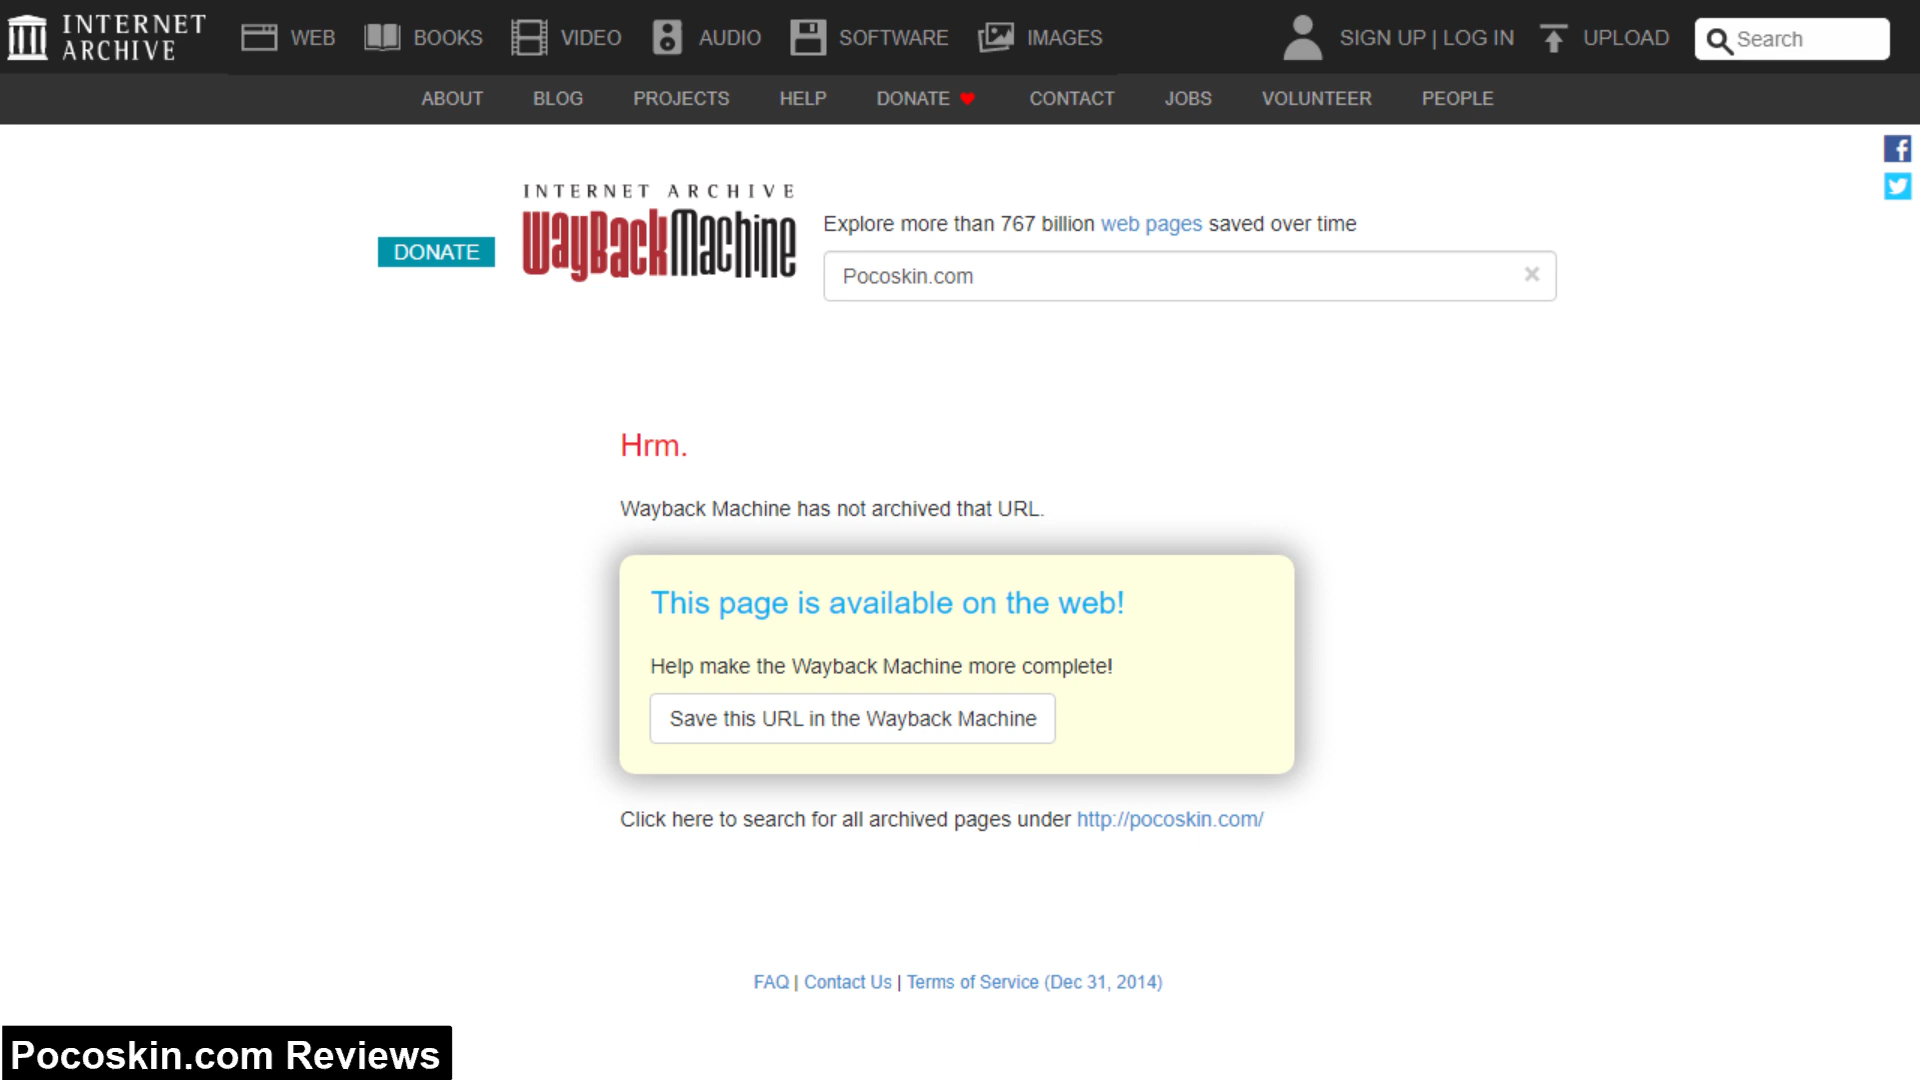 INTERNET ARCHIVE
WEB BOOKS VIDEO AUDIO SOFTWARE IMAGES SIGN UP | LOG IN UPLOAD Search
ABOUT BLOG PROJECTS HELP DONATE CONTACT JOBS VOLUNTEER PEOPLE
DONATE
INTERNET ARCHIVE
WayBackMachine
Explore more than 767 billion web pages saved over time
Pocoskin.com
Hrm.
Wayback Machine has not archived that URL.
This page is available on the web!
Help make the Wayback Machine more complete!
Save this URL in the Wayback Machine
Click here to search for all archived pages under http://pocoskin.com/
FAQ | Contact Us | Terms of Service (Dec 31, 2014)
Pocoskin.com Reviews